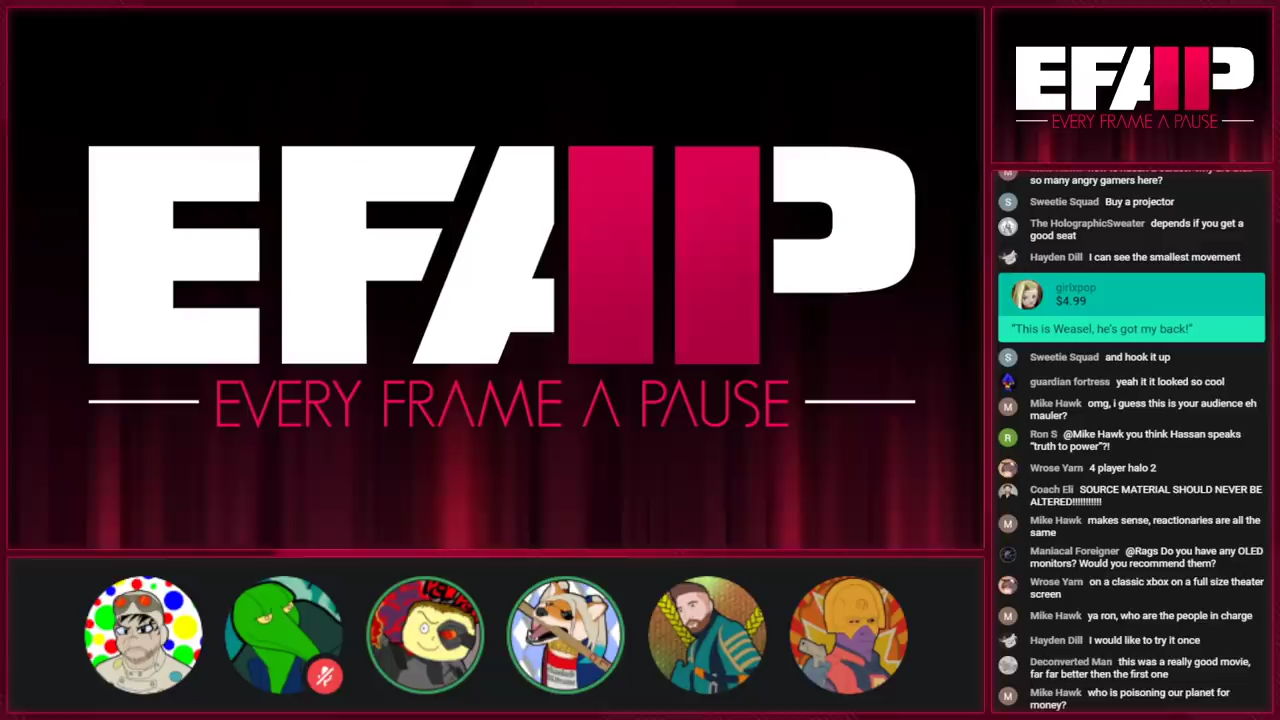 EFAP
EVERY FRAME A PAUSE
EFAP
EVERY FRAME A PAUSE
so many angry gamers here?
S Sweetie Squad Buy a projector
The HolographicSweater depends if you get a
good seat
Hayden Dill I can see the smallest movement
girlxpop
$4.99
"This is Weasel, he's got my back!"
S Sweetie Squad and hook it up
guardian fortress yeah it it looked so cool
M Mike Hawk omg, i guess this is your audience eh
mauler?
R Ron S @Mike Hawk you think Hassan speaks
"truth to power"?!
Wrose Yarn 4 player halo 2
Coach Eli SOURCE MATERIAL SHOULD NEVER BE
ALTERED!!!!!!!!!!!
M Mike Hawk makes sense, reactionaries are all the
same
Maniacal Foreigner @Rags Do you have any OLED
monitors? Would you recommend them?
Wrose Yarn on a classic xbox on a full size theater
screen
M Mike Hawk ya ron, who are the people in charge
Hayden Dill I would like to try it once
Deconverted Man this was a really good movie,
far far better then the first one
M Mike Hawk who is poisoning our planet for
money?